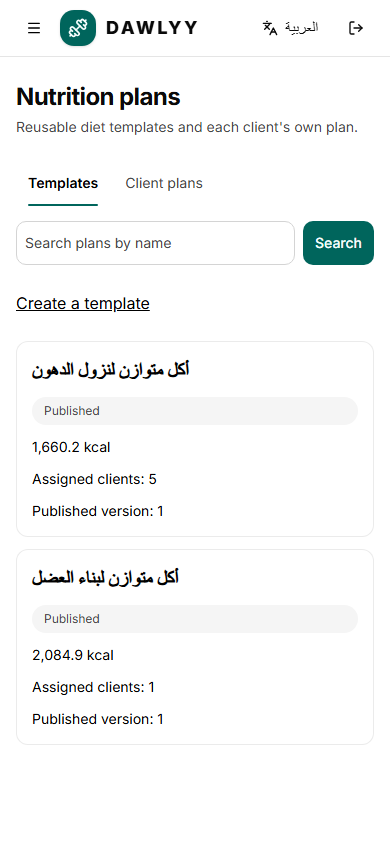 DAWLYY
العربية
Nutrition plans
Reusable diet templates and each client's own plan.
Templates
Client plans
Search plans by name
Search
Create a template
أكل متوازن لنزول الدهون
Published
1,660.2 kcal
Assigned clients: 5
Published version: 1
أكل متوازن لبناء العضل
Published
2,084.9 kcal
Assigned clients: 1
Published version: 1